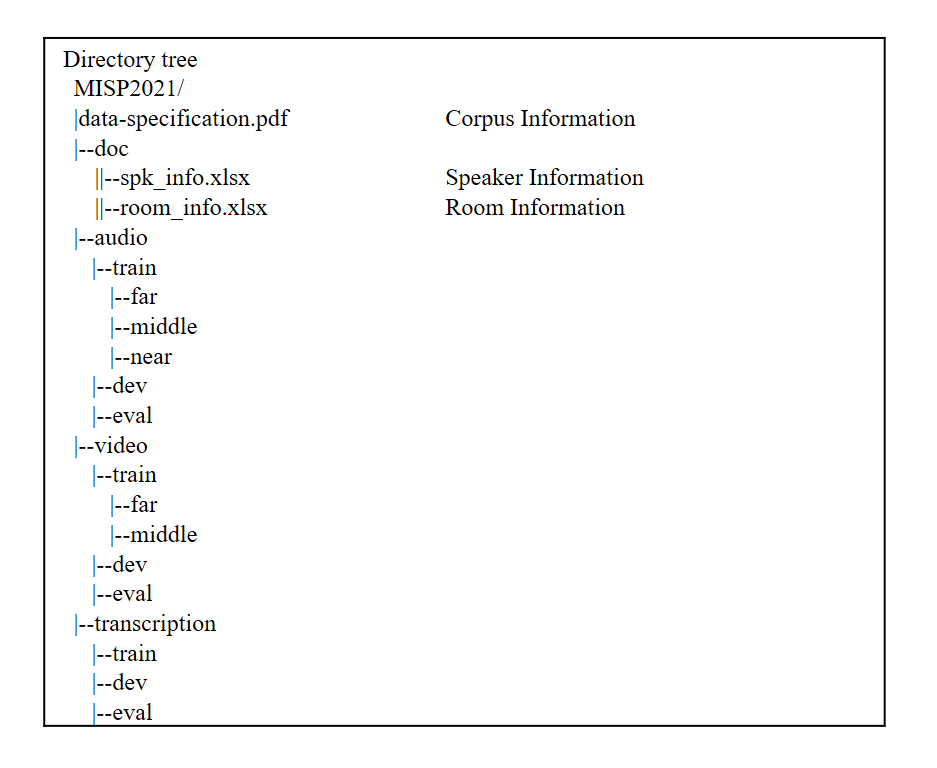 Directory tree
MISP2021/
|data-specification.pdf Corpus Information
|--doc
||--spk_info.xlsx Speaker Information
||--room_info.xlsx Room Information
|--audio
|--train
|--far
|--middle
|--near
|--dev
|--eval
|--video
|--train
|--far
|--middle
|--dev
|--eval
|--transcription
|--train
|--dev
|--eval